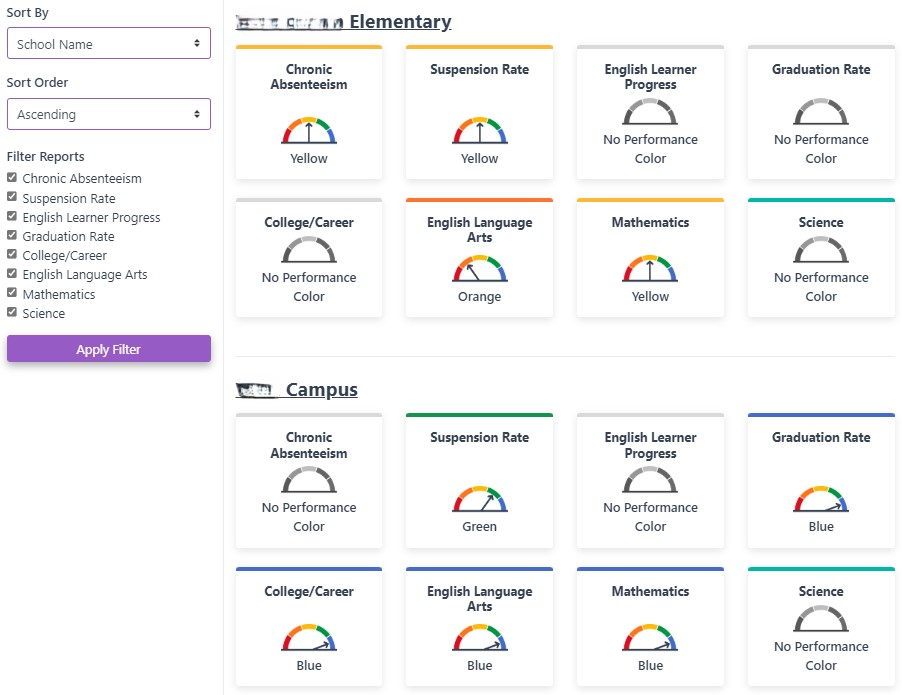 Sort By
School Name
Sort Order
Ascending
Filter Reports
Chronic Absenteeism
Suspension Rate
English Learner Progress
Graduation Rate
College/Career
English Language Arts
Mathematics
Science
Apply Filter
Elementary
Chronic
Absenteeism
Yellow
Suspension Rate
Yellow
English Learner
Progress
No Performance
Color
Graduation Rate
No Performance
Color
College/Career
No Performance
Color
English Language
Arts
Orange
Mathematics
Yellow
Science
No Performance
Color
Campus
Chronic
Absenteeism
No Performance
Color
Suspension Rate
Green
English Learner
Progress
No Performance
Color
Graduation Rate
Blue
College/Career
Blue
English Language
Arts
Blue
Mathematics
Blue
Science
No Performance
Color